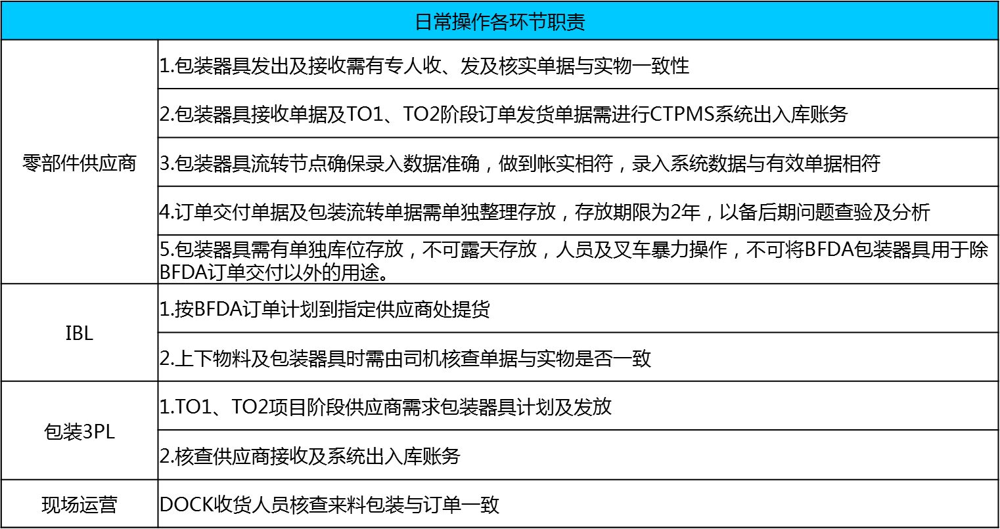 日常操作各环节职责
零部件供应商
1.包装器具发出及接收需有专人收、发及核实单据与实物一致性
2.包装器具接收单据及TO1、TO2阶段订单发货单据需进行CTPMS系统出入库账务
3.包装器具流转节点确保录入数据准确，做到帐实相符，录入系统数据与有效单据相符
4.订单交付单据及包装流转单据需单独整理存放，存放期限为2年，以备后期问题查验及分析
5.包装器具需有单独库位存放，不可露天存放，人员及叉车暴力操作，不可将BFDA包装器具用于除
BFDA订单交付以外的用途。
IBL
1.按BFDA订单计划到指定供应商处提货
2.上下物料及包装器具时需由司机核查单据与实物是否一致
包装3PL
1.TO1、TO2项目阶段供应商需求包装器具计划及发放
2.核查供应商接收及系统出入库账务
现场运营
DOCK收货人员核查来料包装与订单一致